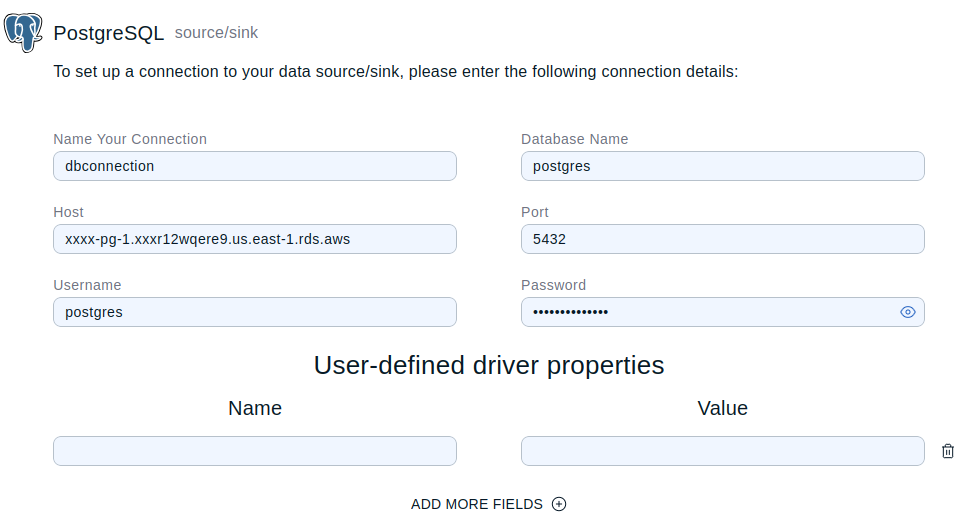 PostgreSQL source/sink
To set up a connection to your data source/sink, please enter the following connection details:
Name Your Connection
Database Name
dbconnection
postgres
Host
Port
xxxx-pg-1.xxxr12wqere9.us.east-1.rds.aws
5432
Username
Password
postgres
••••••••••••••
User-defined driver properties
Name
Value
ADD MORE FIELDS